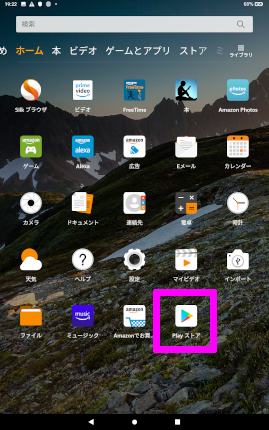 19:22 60%
検索
め ホーム 本 ビデオ ゲームとアプリ ストア ミ ライブラリ
prime video
amazon photos
Silk ブラウザ ビデオ FreeTime 本 Amazon Photos
amazon
amazon alexa
amazon
ゲーム Alexa 広告 Eメール カレンダー
カメラ ドキュメント 連絡先 電卓 時計
天気 ヘルプ 設定 マイビデオ インポート
music
amazon
ファイル ミュージック Amazonでお買... Play ストア